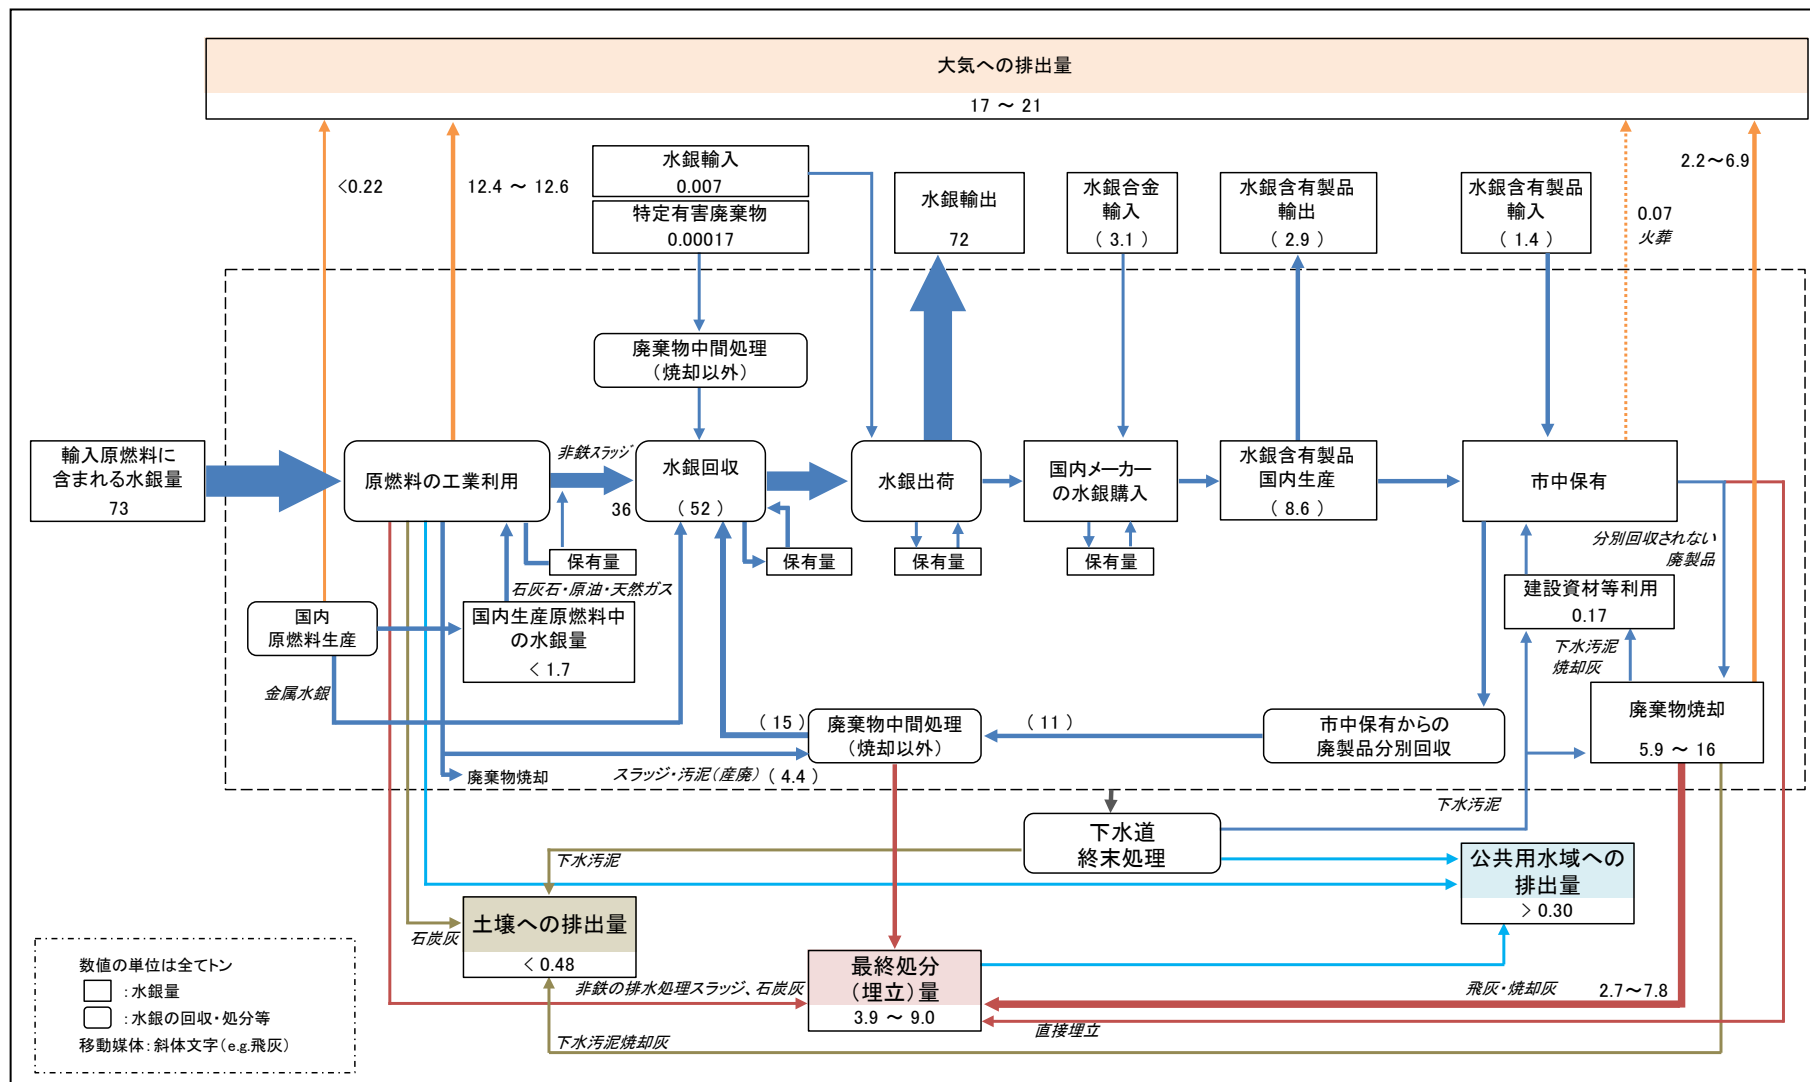 大気への排出量
17 ～ 21
<0.22
12.4 ～ 12.6
水銀輸入
0.007
特定有害廃棄物
0.00017
水銀輸出
72
水銀合金
輸入
( 3.1 )
水銀含有製品
輸出
( 2.9 )
水銀含有製品
輸入
( 1.4 )
0.07
火葬
2.2～6.9
廃棄物中間処理
(焼却以外)
輸入原燃料に
含まれる水銀量
73
原燃料の工業利用
非鉄スラッジ
36
水銀回収
( 52 )
水銀出荷
国内メーカー
の水銀購入
水銀含有製品
国内生産
( 8.6 )
市中保有
保有量
保有量
保有量
保有量
分別回収されない
廃製品
石灰石・原油・天然ガス
建設資材等利用
0.17
国内
原燃料生産
国内生産原燃料中
の水銀量
< 1.7
下水汚泥
焼却灰
金属水銀
( 15 )
廃棄物中間処理
(焼却以外)
( 11 )
市中保有からの
廃製品分別回収
廃棄物焼却
5.9 ～ 16
廃棄物焼却
スラッジ・汚泥(産廃)
( 4.4 )
下水汚泥
下水道
終末処理
下水汚泥
公共用水域への
排出量
> 0.30
土壌への排出量
< 0.48
石炭灰
最終処分
(埋立)量
3.9 ～ 9.0
非鉄の排水処理スラッジ、石炭灰
飛灰・焼却灰
2.7～7.8
直接埋立
下水汚泥焼却灰
数値の単位は全てトン
:水銀量
:水銀の回収・処分等
移動媒体:斜体文字(e.g.飛灰)